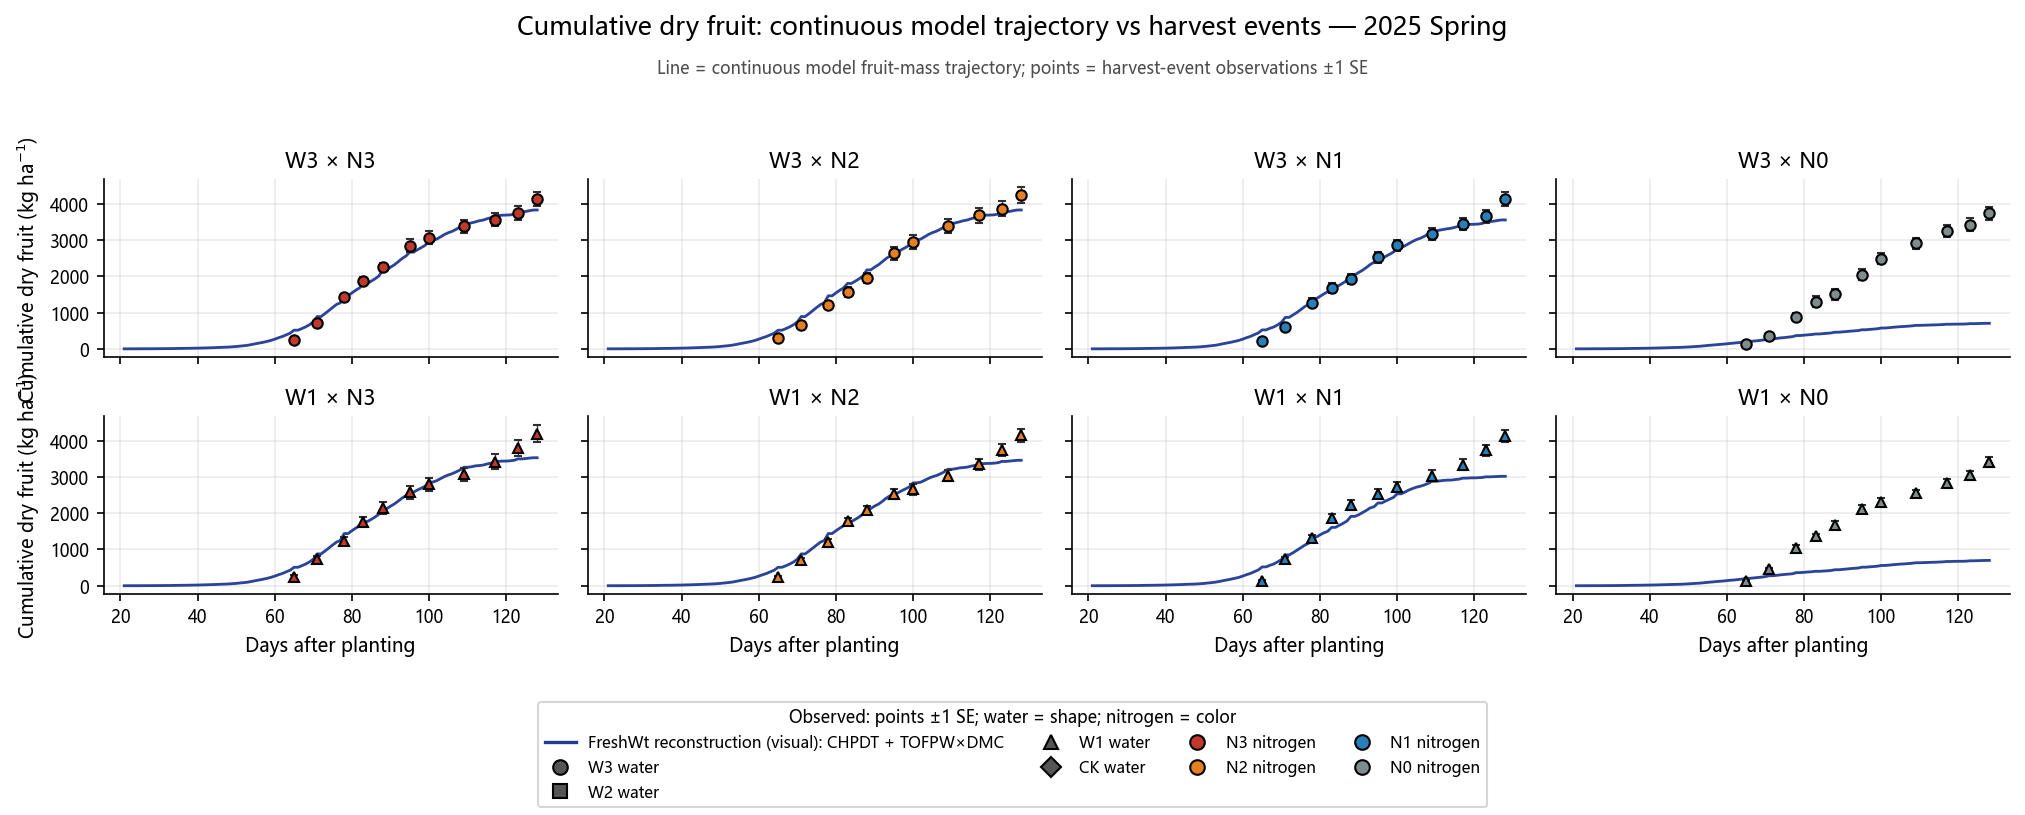 Cumulative dry fruit: continuous model trajectory vs harvest events — 2025 Spring
Line = continuous model fruit-mass trajectory; points = harvest-event observations ±1 SE
W3 × N3
W3 × N2
W3 × N1
W3 × N0
Cumulative dry fruit (kg ha⁻¹)
4000
3000
2000
1000
0
W1 × N3
W1 × N2
W1 × N1
W1 × N0
Cumulative dry fruit (kg ha⁻¹)
4000
3000
2000
1000
0
20 40 60 80 100 120
20 40 60 80 100 120
20 40 60 80 100 120
20 40 60 80 100 120
Days after planting
Days after planting
Days after planting
Days after planting
Observed: points ±1 SE; water = shape; nitrogen = color
FreshWt reconstruction (visual): CHPDT + TOFPW×DMC
W3 water
W2 water
W1 water
CK water
N3 nitrogen
N2 nitrogen
N1 nitrogen
N0 nitrogen